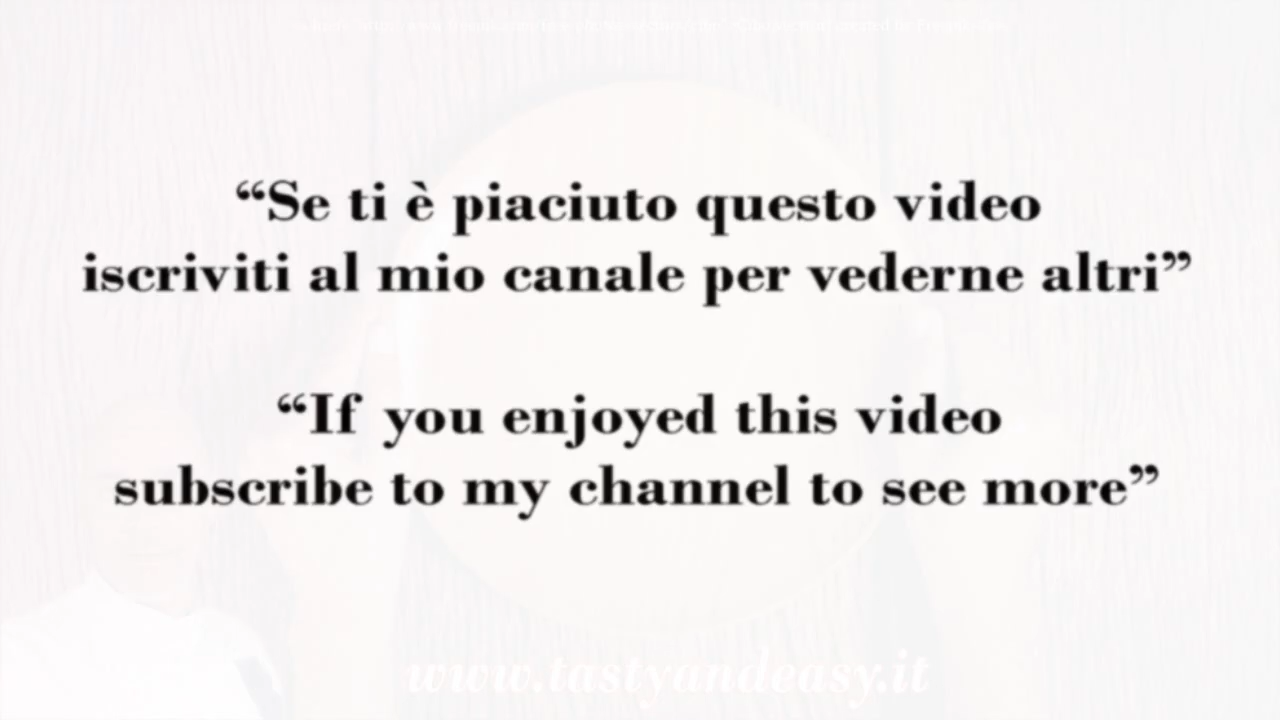 “Se ti è piaciuto questo video
iscriviti al mio canale per vederne altri”
“If you enjoyed this video
subscribe to my channel to see more”
www.tastyandeasy.it